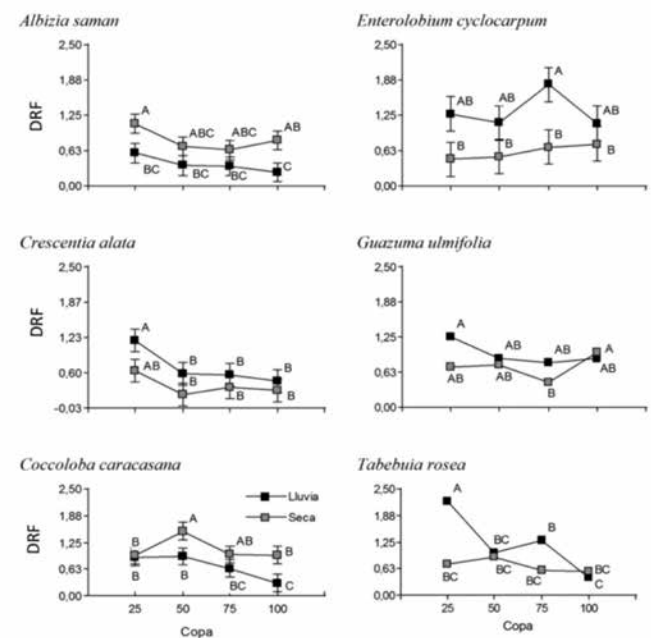 Albizia saman
Enterolobium cyclocarpum
2,50
1,88
1,25
0,63
0,00
DRF
A
ABC
ABC
AB
BC
BC
BC
C
2,50
1,88
1,25
0,63
0,00
AB
AB
A
AB
B
B
B
B
Crescentia alata
Guazuma ulmifolia
2,50
1,87
1,23
0,60
-0,03
DRF
A
B
B
B
AB
B
B
B
2,50
1,88
1,25
0,63
0,00
A
AB
AB
A
AB
AB
B
AB
Coccoloba caracasana
Tabebuia rosea
2,50
1,88
1,25
0,63
0,00
DRF
Lluvia
Seca
B
A
AB
B
B
B
B
C
25 50 75 100
Copa
2,50
1,88
1,25
0,63
0,00
A
BC
B
BC
BC
BC
BC
C
25 50 75 100
Copa